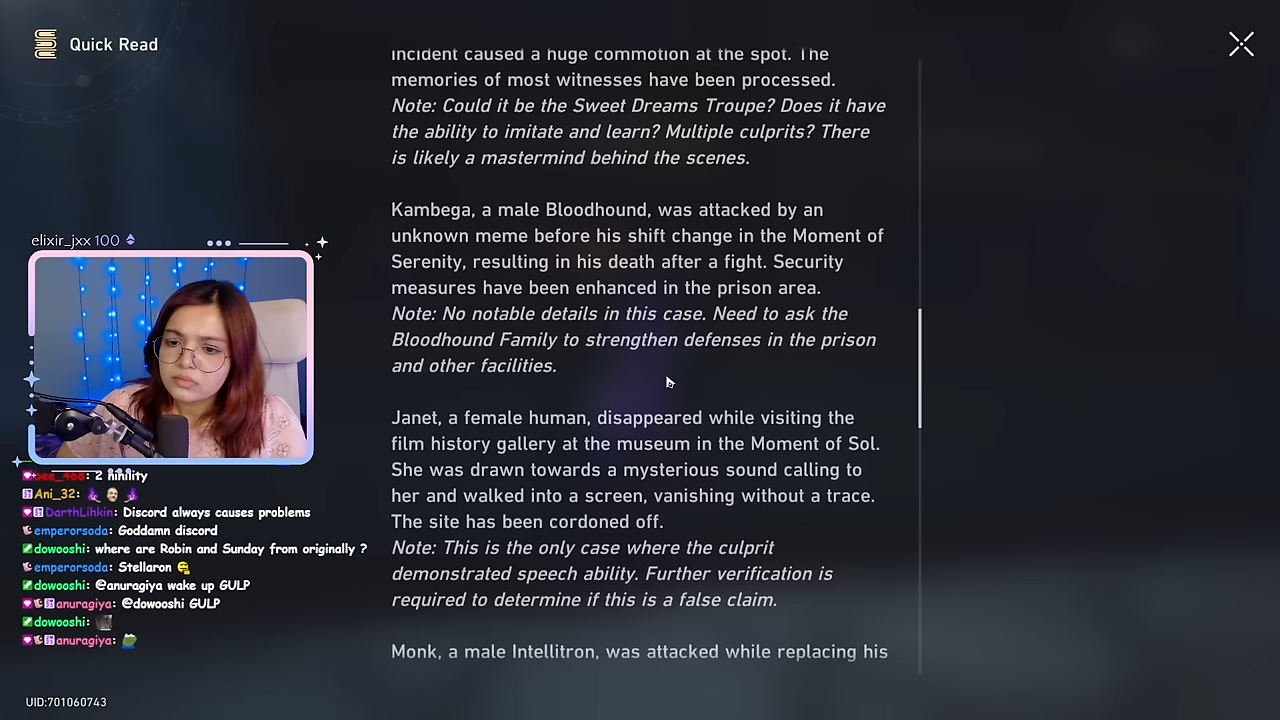 Quick Read
incident caused a huge commotion at the spot. The
memories of most witnesses have been processed.
Note: Could it be the Sweet Dreams Troupe? Does it have
the ability to imitate and learn? Multiple culprits? There
is likely a mastermind behind the scenes.
Kambega, a male Bloodhound, was attacked by an
unknown meme before his shift change in the Moment of
Serenity, resulting in his death after a fight. Security
measures have been enhanced in the prison area.
Note: No notable details in this case. Need to ask the
Bloodhound Family to strengthen defenses in the prison
and other facilities.
Janet, a female human, disappeared while visiting the
film history gallery at the museum in the Moment of Sol.
She was drawn towards a mysterious sound calling to
her and walked into a screen, vanishing without a trace.
The site has been cordoned off.
Note: This is the only case where the culprit
demonstrated speech ability. Further verification is
required to determine if this is a false claim.
Monk, a male Intellitron, was attacked while replacing his
elixir_jxx 100
: 2 nihility
Ani_32:
DarthLihkin: Discord always causes problems
emperorsoda: Goddamn discord
dowooshi: where are Robin and Sunday from originally ?
emperorsoda: Stellaron
dowooshi: @anuragiya wake up GULP
anuragiya: @dowooshi GULP
dowooshi:
anuragiya:
UID:701060743